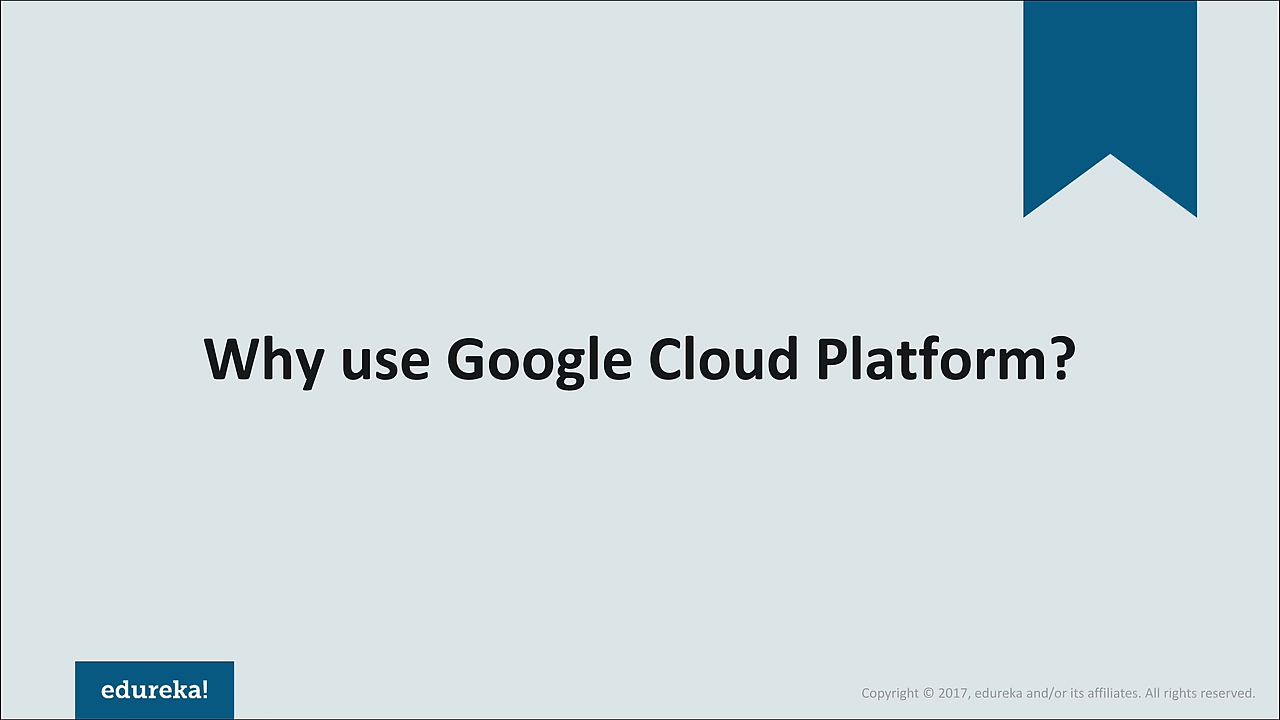 Why use Google Cloud Platform?
edureka!
Copyright © 2017, edureka and/or its affiliates. All rights reserved.